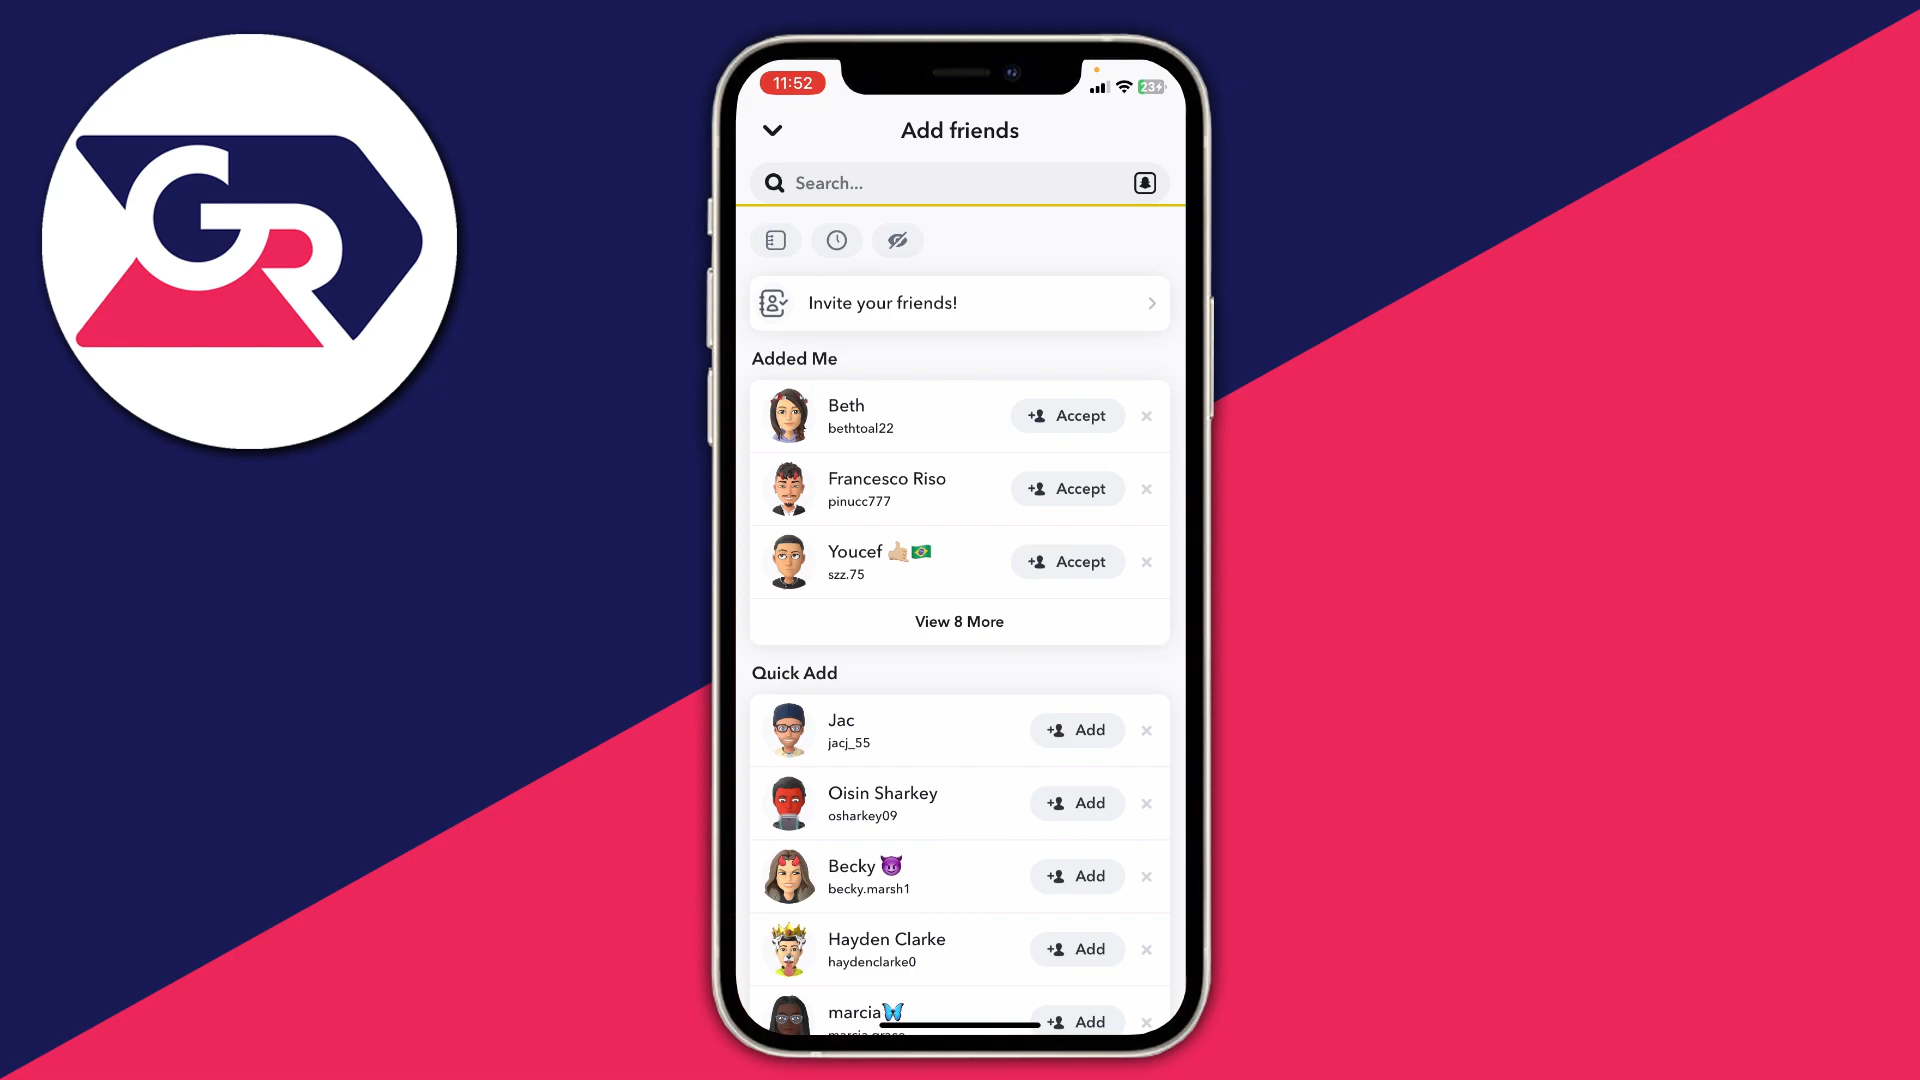 GR
11:52
23
Add friends
Search...
Invite your friends!
Added Me
Beth
bethtoal22
Accept
Francesco Riso
pinucc777
Accept
Youcef 🤙🏼🇧🇷
szz.75
Accept
View 8 More
Quick Add
Jac
jacj_55
Add
Oisin Sharkey
osharkey09
Add
Becky 😈
becky.marsh1
Add
Hayden Clarke
haydenclarke0
Add
marcia🦋
Add